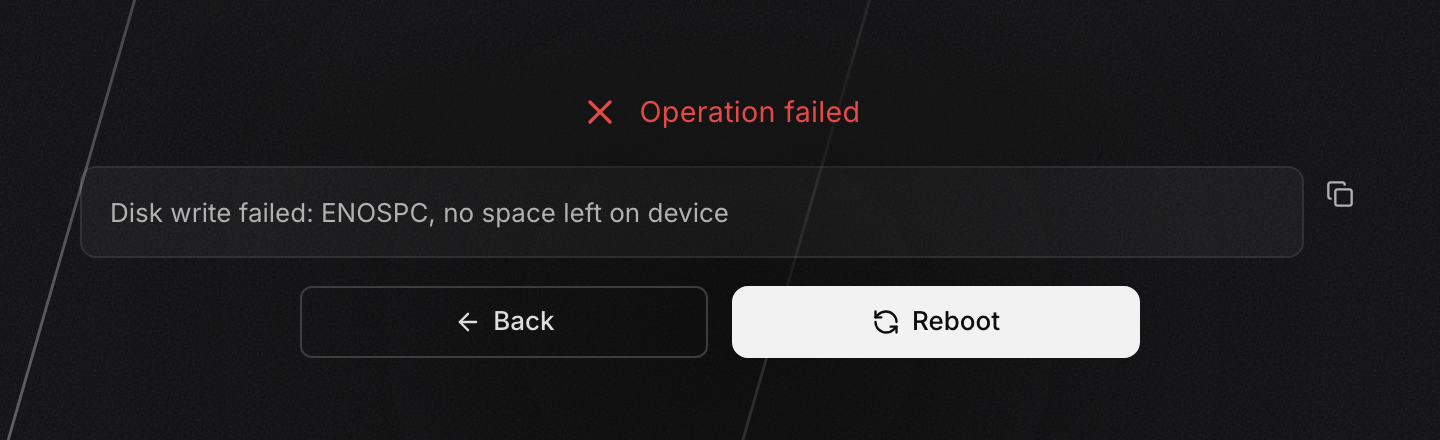 Operation failed
Disk write failed: ENOSPC, no space left on device
Back
Reboot